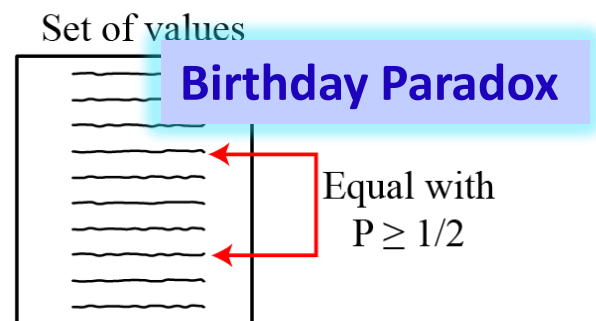 Set of values
Birthday Paradox
Equal with
P ≥ 1/2